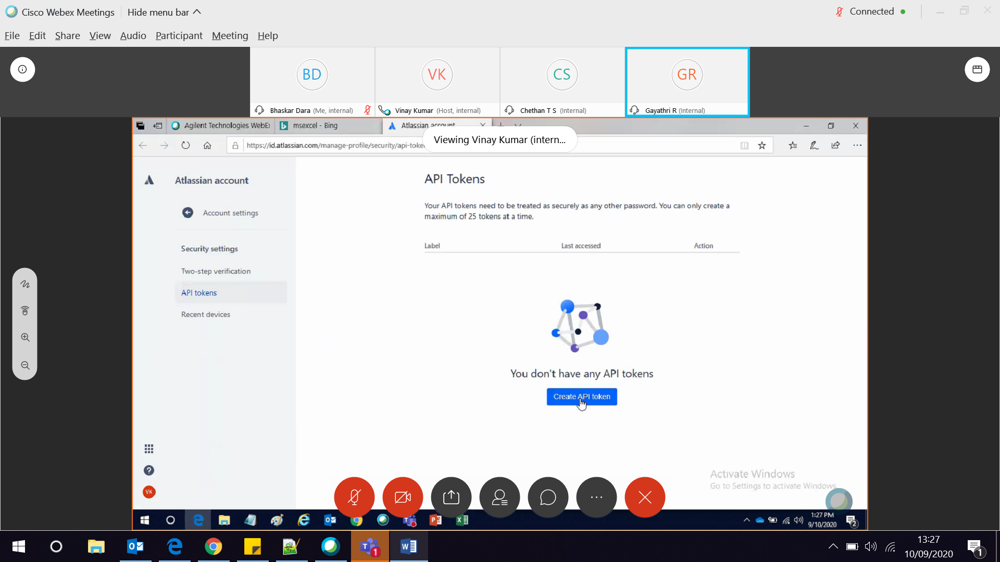 Cisco Webex Meetings Hide menu bar Connected
File Edit Share View Audio Participant Meeting Help
BD VK CS GR
Bhaskar Dara (Me, internal) Vinay Kumar (Host, internal) Chethan T S (Internal) Gayathri R (Internal)
Agilent Technologies WebEx msexcel - Bing Atlassian account
Viewing Vinay Kumar (intern...
https://id.atlassian.com/manage-profile/security/api-toke
Atlassian account
Account settings
Security settings
Two-step verification
API tokens
Recent devices
VK
API Tokens
Your API tokens need to be treated as securely as any other password. You can only create a
maximum of 25 tokens at a time.
Label Last accessed Action
You don't have any API tokens
Create API token
Activate Windows
Go to Settings to activate Windows.
1:27 PM
9/10/2020
2
13:27
10/09/2020
1
1